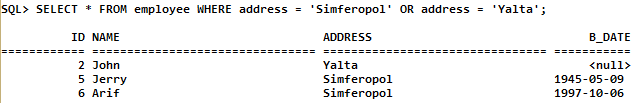 SQL> SELECT * FROM employee WHERE address = 'Simferopol' OR address = 'Yalta';
ID NAME ADDRESS B_DATE
============ =============================== =============================== ===========
2 John Yalta <null>
5 Jerry Simferopol 1945-05-09
6 Arif Simferopol 1997-10-06